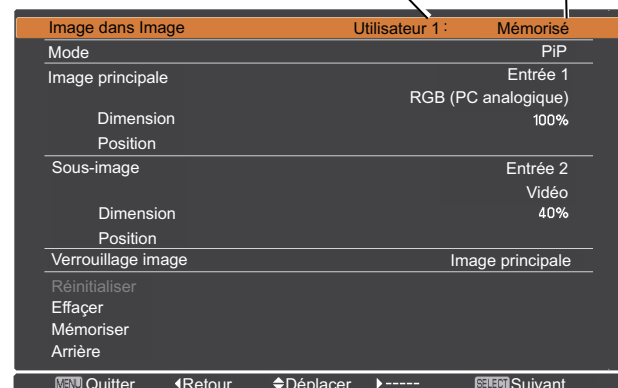 Image dans Image Utilisateur 1 : Mémorisé
Mode PiP
Image principale Entrée 1
RGB (PC analogique)
Dimension 100%
Position
Sous-image Entrée 2
Vidéo
Dimension 40%
Position
Verrouillage image Image principale
Réinitialiser
Effaçer
Mémoriser
Arrière
MENU Quitter Retour Déplacer ----- SELECT Suivant